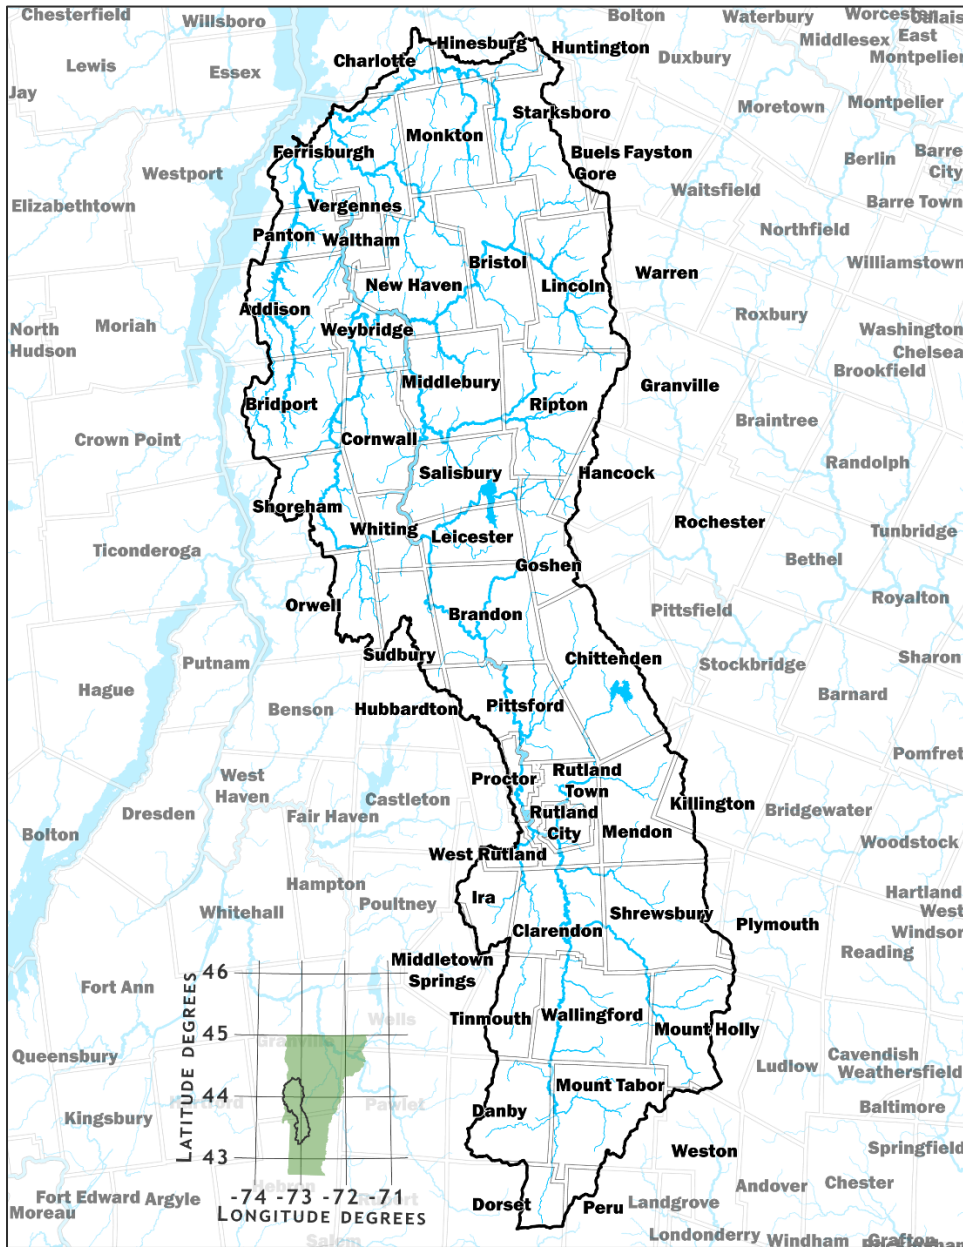 Chesterfield
Willsboro
Bolton
Waterbury
Worcester
Calais
Hinesburg
Huntington
Middlesex
East
Montpelier
Charlotte
Duxbury
Lewis
Essex
Jay
Starksboro
Moretown
Montpelier
Monkton
Ferrisburgh
Buels
Gore
Fayston
Berlin
Barre
City
Westport
Waitsfield
Elizabethtown
Vergennes
Barre Town
Panton
Waltham
Northfield
Bristol
Warren
Williamstown
New Haven
Lincoln
Addison
Roxbury
North
Hudson
Moriah
Weybridge
Washington
Chelsea
Brookfield
Middlebury
Granville
Bridport
Ripton
Braintree
Crown Point
Cornwall
Randolph
Salisbury
Hancock
Shoreham
Rochester
Whiting
Leicester
Tunbridge
Ticonderoga
Goshen
Bethel
Orwell
Brandon
Pittsfield
Royalton
Sudbury
Chittenden
Putnam
Stockbridge
Sharon
Hague
Benson
Hubbardton
Pittsford
Barnard
Pomfret
West
Haven
Proctor
Rutland
Town
Castleton
Killington
Dresden
Fair Haven
Rutland
City
Bridgewater
Bolton
Mendon
Woodstock
West Rutland
Hampton
Ira
Hartland
Whitehall
Poultney
Shrewsbury
Plymouth
West
Windsor
Clarendon
Reading
Middletown
Springs
Fort Ann
Tinmouth
Wallingford
Mount Holly
Wells
Granville
Queensbury
Ludlow
Cavendish
Weathersfield
Mount Tabor
Hartford
Pawlet
Baltimore
Kingsbury
Danby
Weston
Springfield
Hebron
Rupert
Fort Edward
Argyle
Andover
Chester
Moreau
Dorset
Peru
Landgrove
Salem
Londonderry
Windham
Grafton
46
45
44
43
LATITUDE DEGREES
-74 -73 -72 -71
LONGITUDE DEGREES